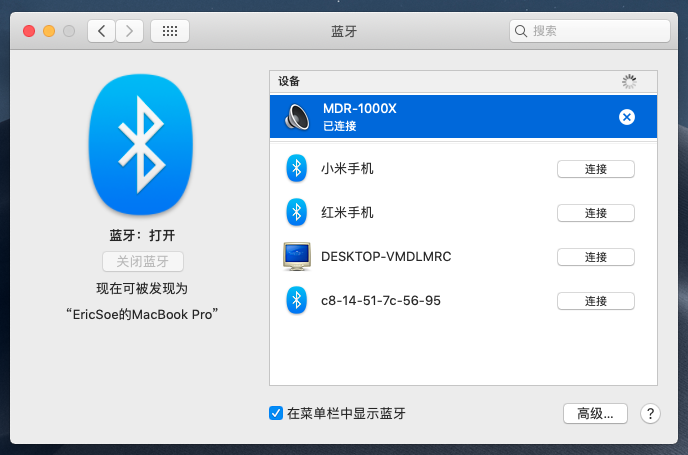 蓝牙
搜索
设备
MDR-1000X
已连接
小米手机
连接
红米手机
连接
DESKTOP-VMDLMRC
连接
c8-14-51-7c-56-95
连接
蓝牙：打开
关闭蓝牙
现在可被发现为
“EricSoe的MacBook Pro”
在菜单栏中显示蓝牙
高级...
?